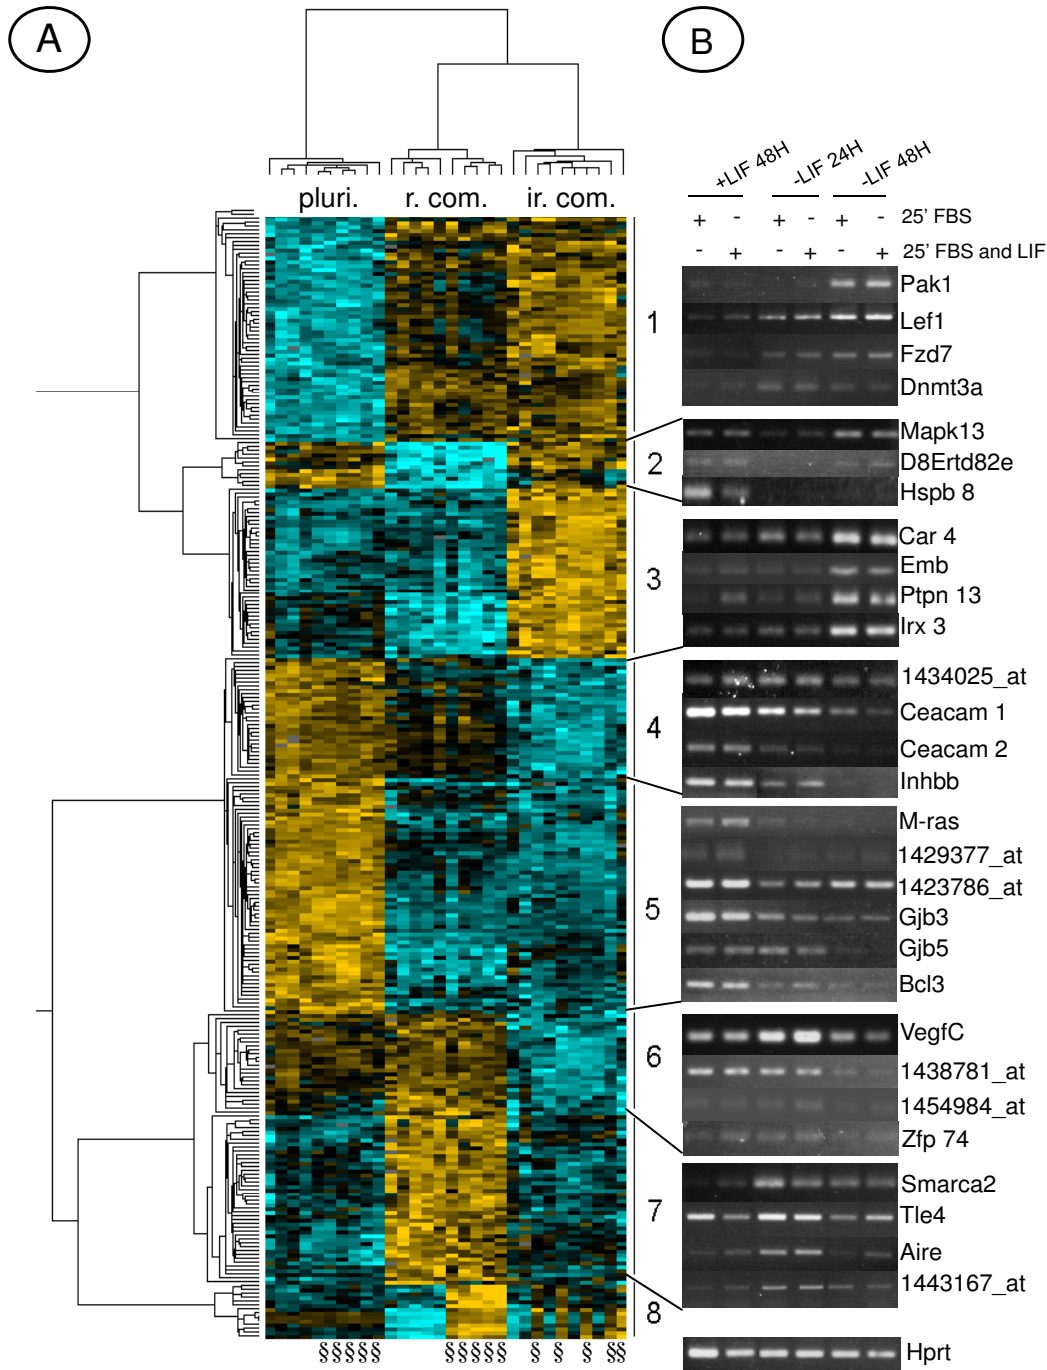 A
B
+LIF 48H
-LIF 24H
-LIF 48H
pluri. r. com. ir. com.
+ - + - + - 25' FBS
- + - + - + 25' FBS and LIF
Pak1
1
Lef1
Fzd7
Dnmt3a
Mapk13
2
D8Ertd82e
Hspb 8
Car 4
Emb
3
Ptpn 13
Irx 3
1434025_at
Ceacam 1
4
Ceacam 2
Inhbb
M-ras
1429377_at
1423786_at
5
Gjb3
Gjb5
Bcl3
VegfC
6
1438781_at
1454984_at
Zfp 74
Smarca2
7
Tle4
Aire
1443167_at
8
Hprt
§§§§§ §§§§§ § § § §§